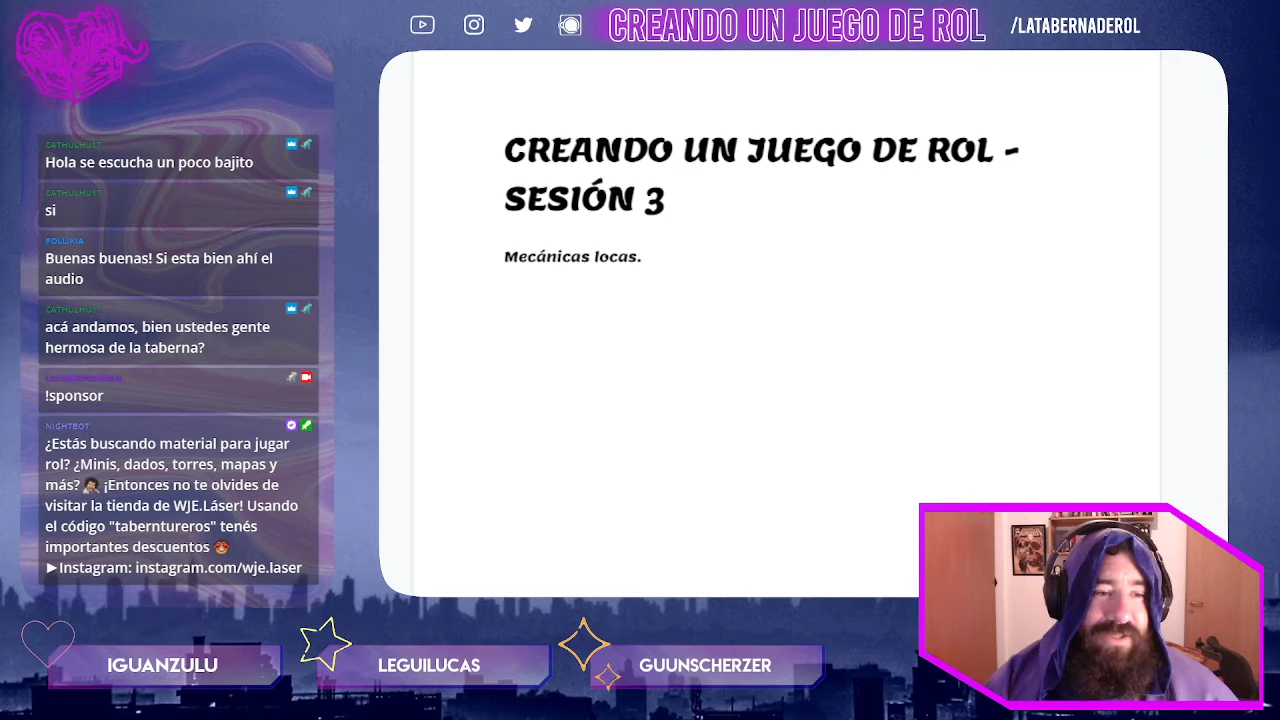 CREANDO UN JUEGO DE ROL
/LATABERNADEROL
CATHULHU17
Hola se escucha un poco bajito
CATHULHU17
si
POLLIKIA
Buenas buenas! Si esta bien ahí el
audio
CATHULHU17
acá andamos, bien ustedes gente
hermosa de la taberna?
!sponsor
NIGHTBOT
¿Estás buscando material para jugar
rol? ¿Minis, dados, torres, mapas y
más? ¡Entonces no te olvides de
visitar la tienda de WJE.Láser! Usando
el código "taberntureros" tenés
importantes descuentos
►Instagram: instagram.com/wje.laser
CREANDO UN JUEGO DE ROL -
SESIÓN 3
Mecánicas locas.
IGUANZULU
LEGUILUCAS
GUUNSCHERZER